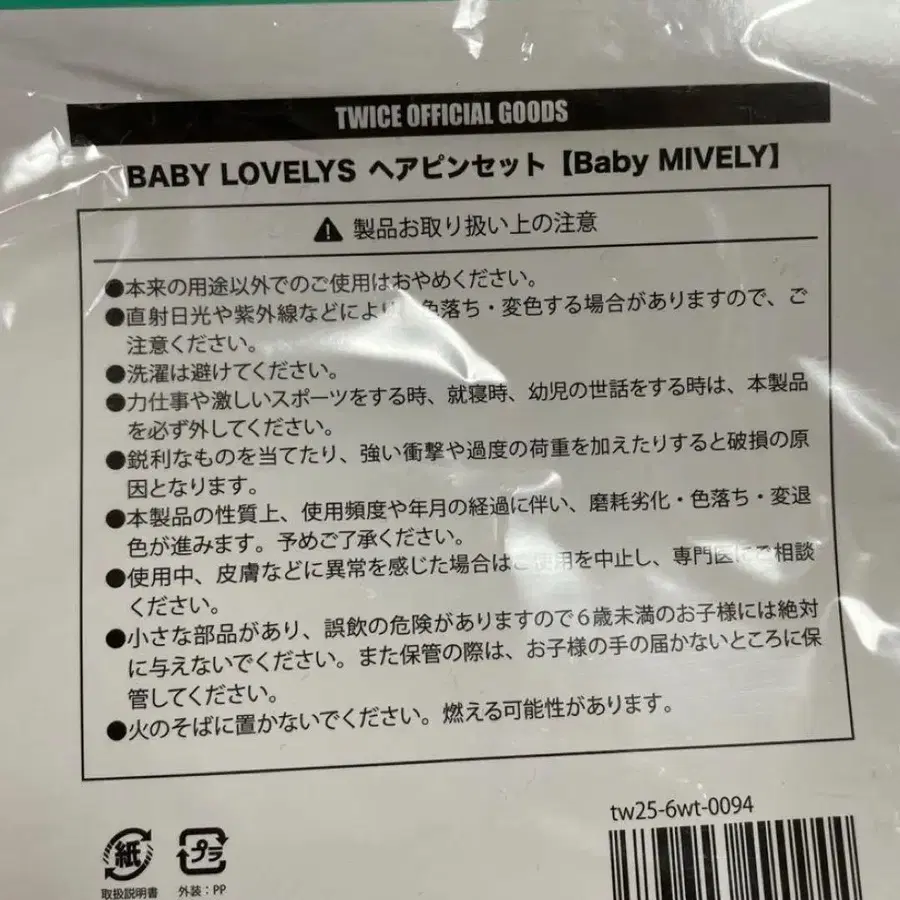 TWICE OFFICIAL GOODS
BABY LOVELYS ヘアピンセット【Baby MIVELY】
製品お取り扱い上の注意
●本来の用途以外でのご使用はおやめください。
●直射日光や紫外線などにより 色落ち・変色する場合がありますので、ご
注意ください。
●洗濯は避けてください。
●力仕事や激しいスポーツをする時、就寝時、幼児の世話をする時は、本製品
を必ず外してください。
●鋭利なものを当てたり、強い衝撃や過度の荷重を加えたりすると破損の原
因となります。
●本製品の性質上、使用頻度や年月の経過に伴い、磨耗劣化・色落ち・変退
色が進みます。予めご了承ください。
●使用中、皮膚などに異常を感じた場合はご使用を中止し、専門医にご相談
ください。
●小さな部品があり、誤飲の危険がありますので６歳未満のお子様には絶対
に与えないでください。また保管の際は、お子様の手の届かないところに保
管してください。
●火のそばに置かないでください。燃える可能性があります。
tw25-6wt-0094
紙 プラ
取扱説明書 外装：PP